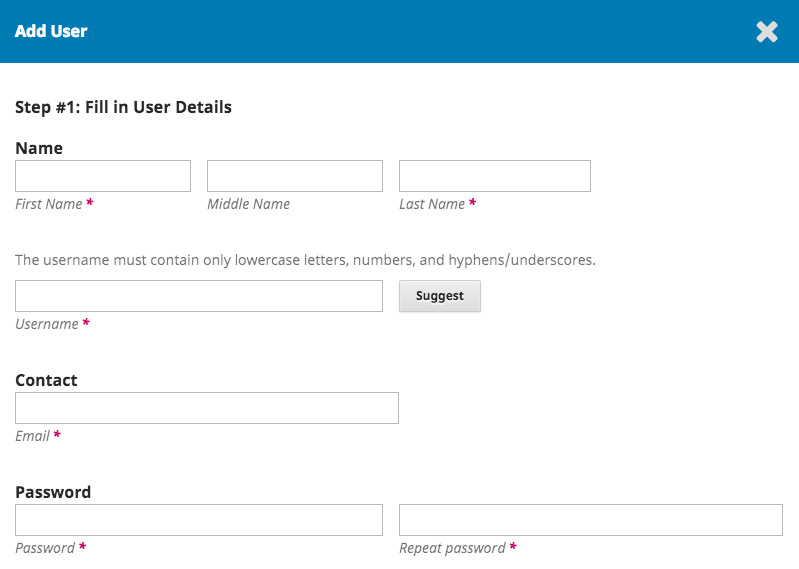 Add User
Step #1: Fill in User Details
Name
First Name * Middle Name Last Name *
The username must contain only lowercase letters, numbers, and hyphens/underscores.
Suggest
Username *
Contact
Email *
Password
Password * Repeat password *